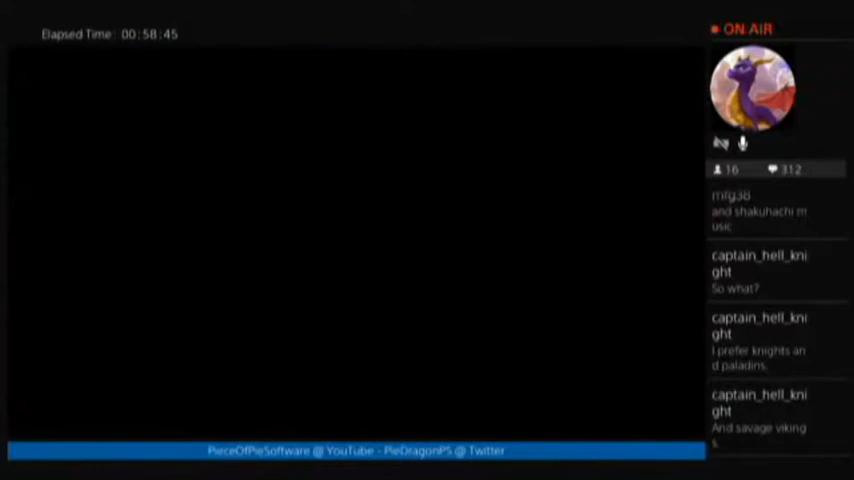 Elapsed Time: 00:58:45
ON AIR
16 312
mfg38
and shakuhachi m
usic
captain_hell_kni
ght
So what?
captain_hell_kni
ght
I prefer knights an
d paladins.
captain_hell_kni
ght
And savage viking
s.
PieceOfPieSoftware @ YouTube - PieDragonPS @ Twitter